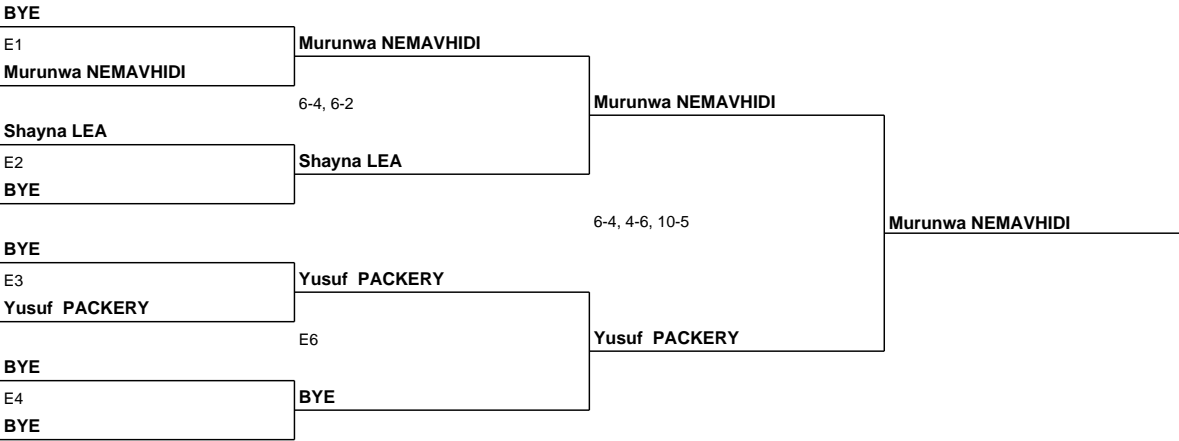 BYE
E1
Murunwa NEMAVHIDI
Murunwa NEMAVHIDI
6-4, 6-2
Murunwa NEMAVHIDI
Shayna LEA
E2
Shayna LEA
BYE
6-4, 4-6, 10-5
Murunwa NEMAVHIDI
BYE
E3
Yusuf PACKERY
Yusuf PACKERY
E6
Yusuf PACKERY
BYE
E4
BYE
BYE